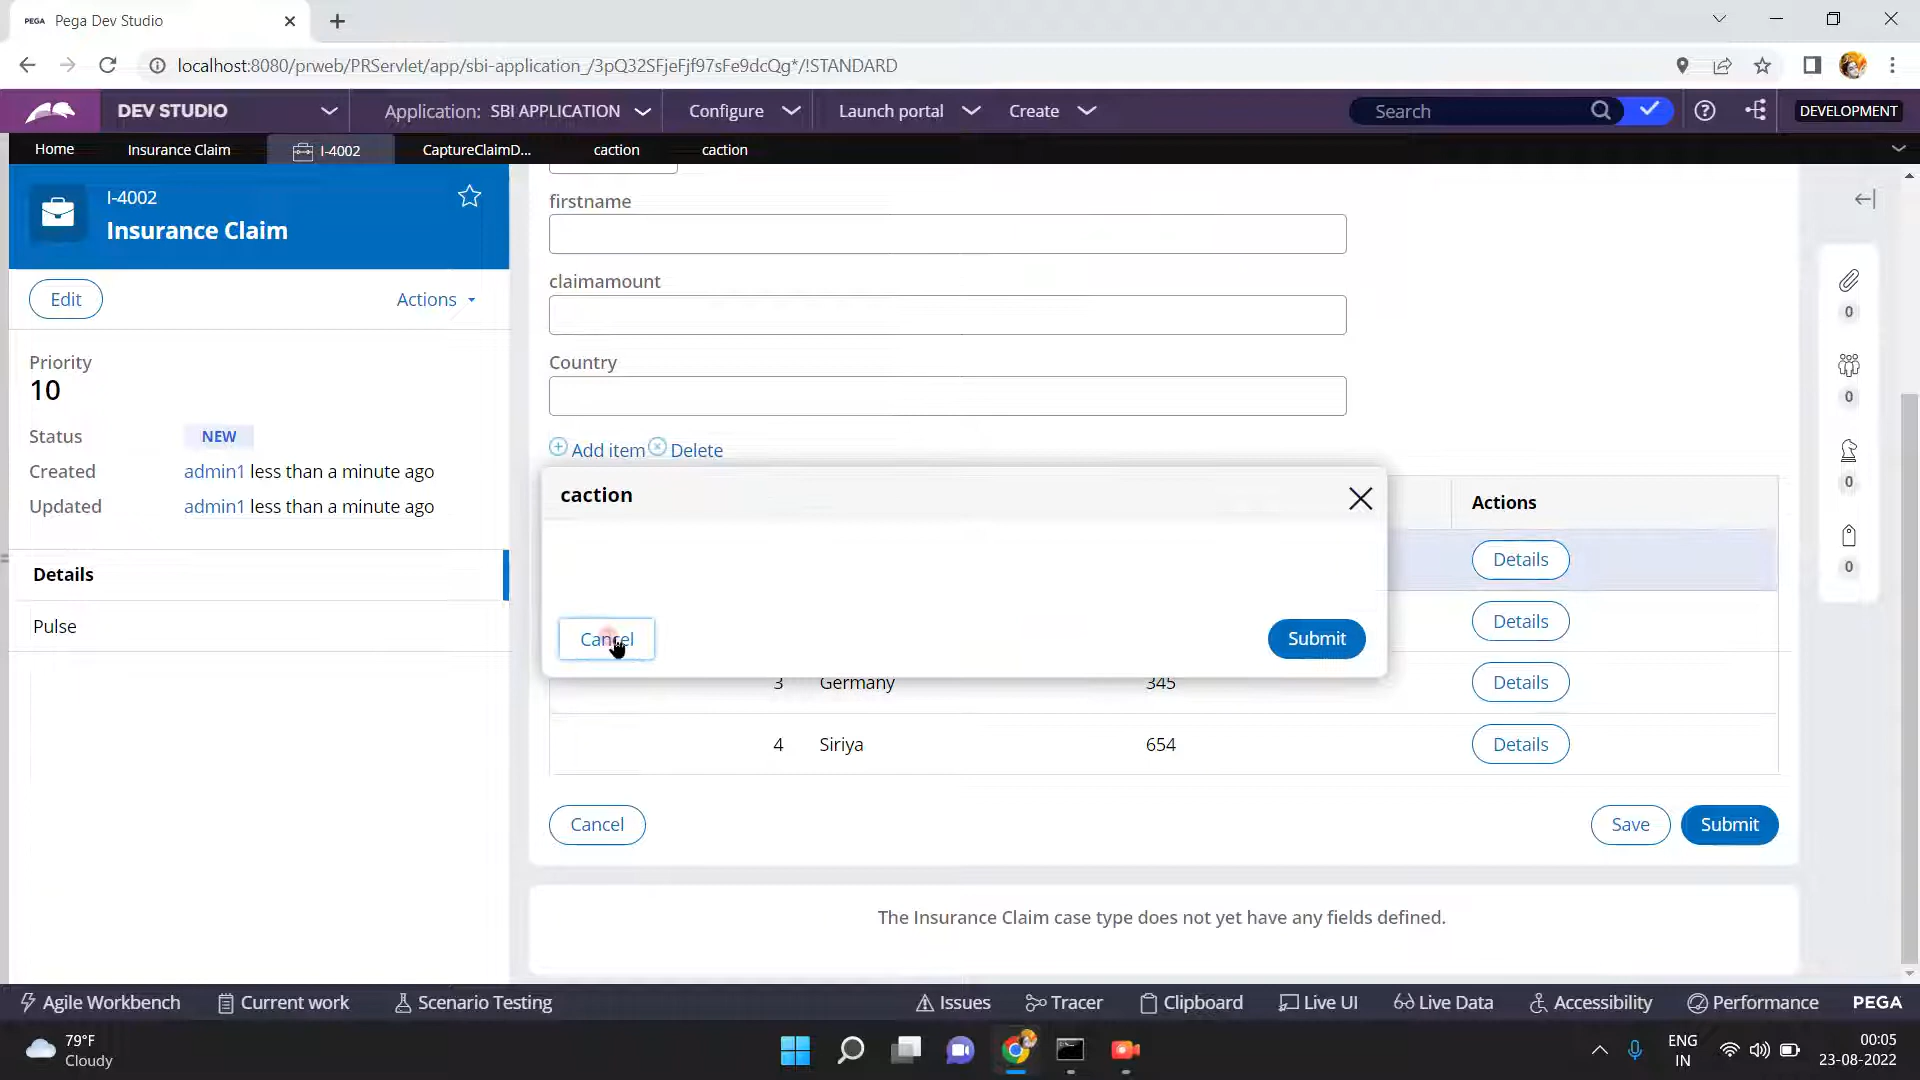 PEGA Pega Dev Studio
localhost:8080/prweb/PRServlet/app/sbi-application_/3pQ32SFjeFjf97sFe9dcQg*/!STANDARD
DEV STUDIO
Application: SBI APPLICATION
Configure
Launch portal
Create
Search
DEVELOPMENT
Home
Insurance Claim
I-4002
CaptureClaimD...
caption
caption
I-4002
Insurance Claim
Edit
Actions
Priority
10
Status NEW
Created admin1 less than a minute ago
Updated admin1 less than a minute ago
Details
Pulse
firstname
claimamount
Country
Add item Delete
Actions
caction
Cancel
Submit
Details
Details
3 Germany 345 Details
4 Siriya 654 Details
Cancel
Save
Submit
The Insurance Claim case type does not yet have any fields defined.
0
0
0
0
Agile Workbench
Current work
Scenario Testing
Issues
Tracer
Clipboard
Live UI
Live Data
Accessibility
Performance
PEGA
79°F
Cloudy
ENG
IN
00:05
23-08-2022